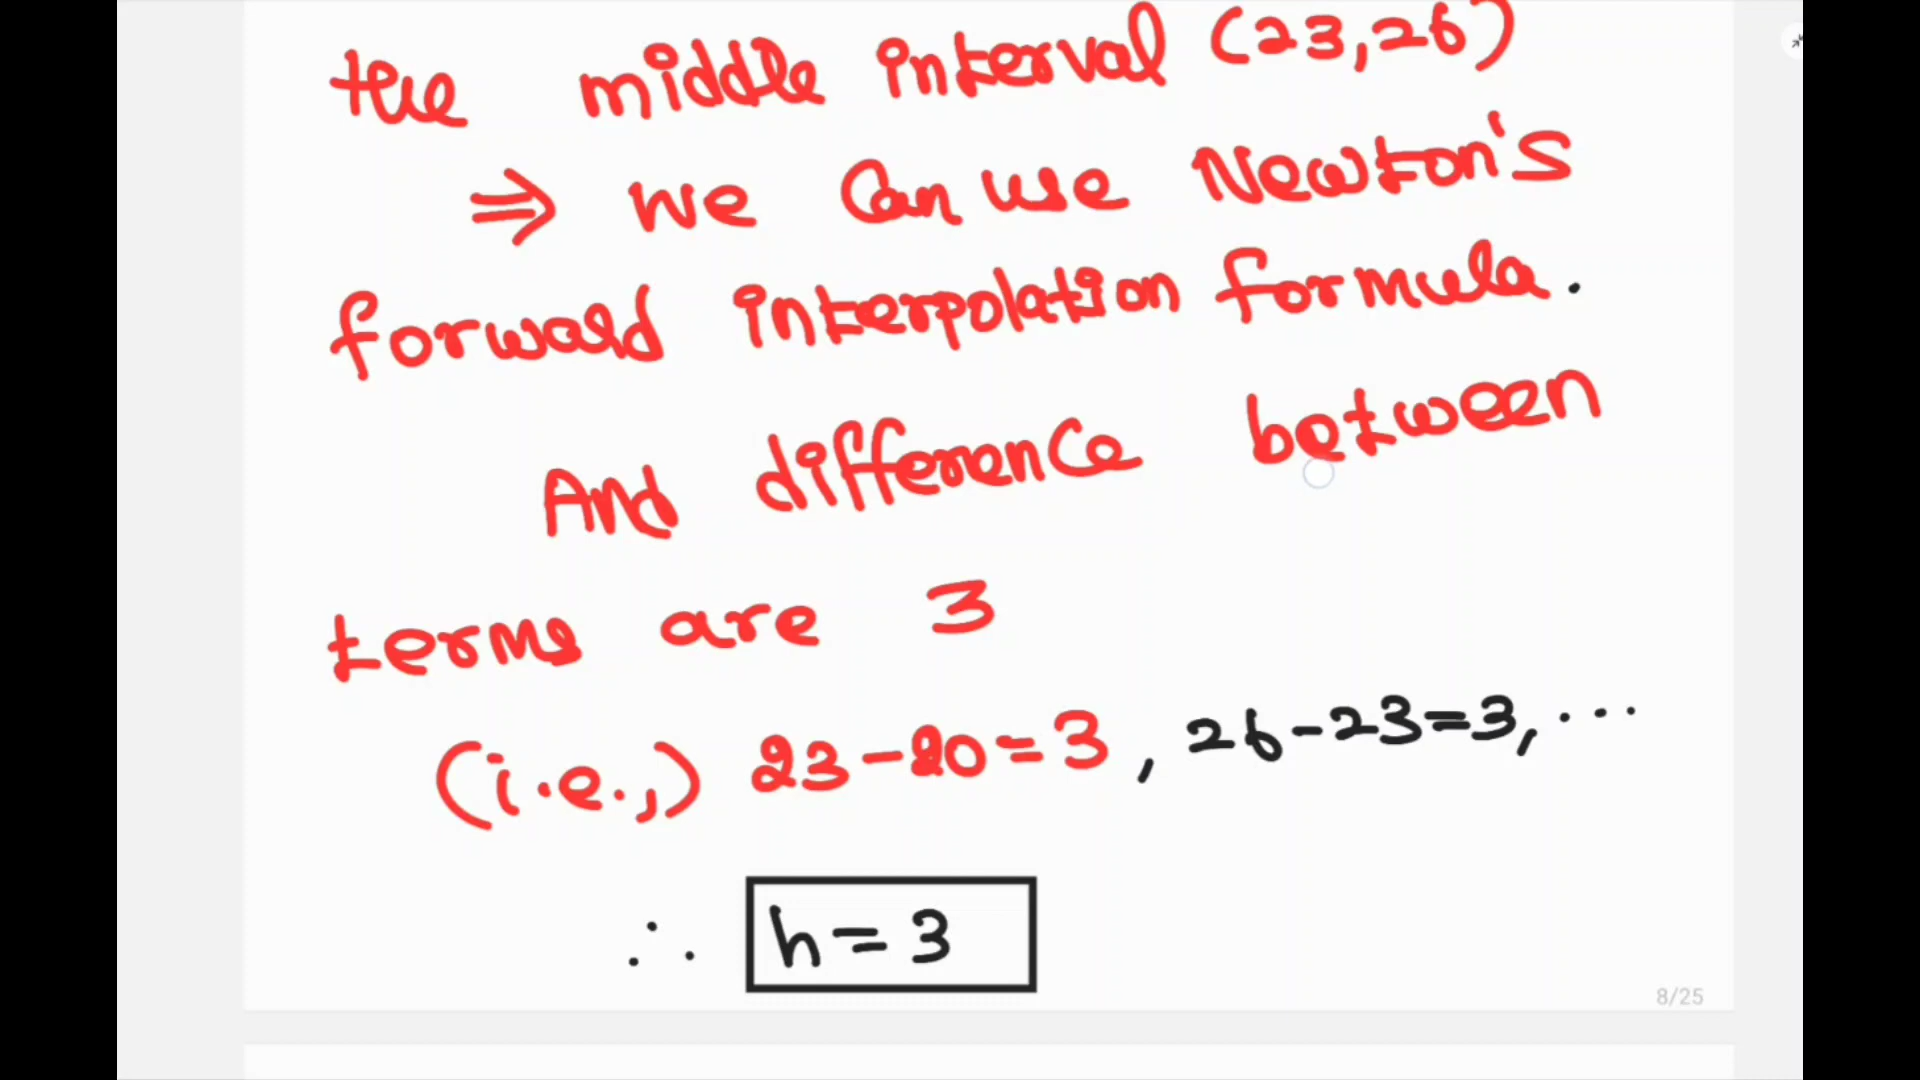 the middle interval (23,26)
⇒ we can use Newton's
forward interpolation formula.
And difference between
terms are 3
(i.e.,) 23-20=3, 26-23=3, ...
∴ h=3
8/25